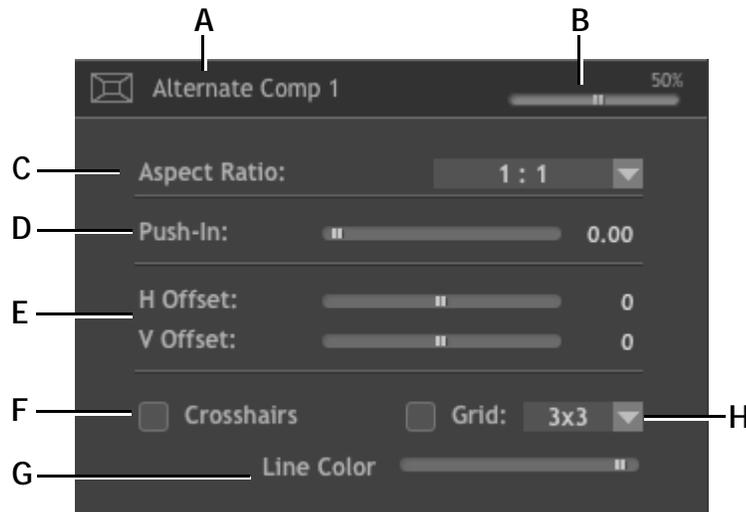 A
B
Alternate Comp 1 50%
C Aspect Ratio: 1 : 1
D Push-In: 0.00
H Offset: 0
E
V Offset: 0
F Crosshairs Grid: 3x3 H
G Line Color